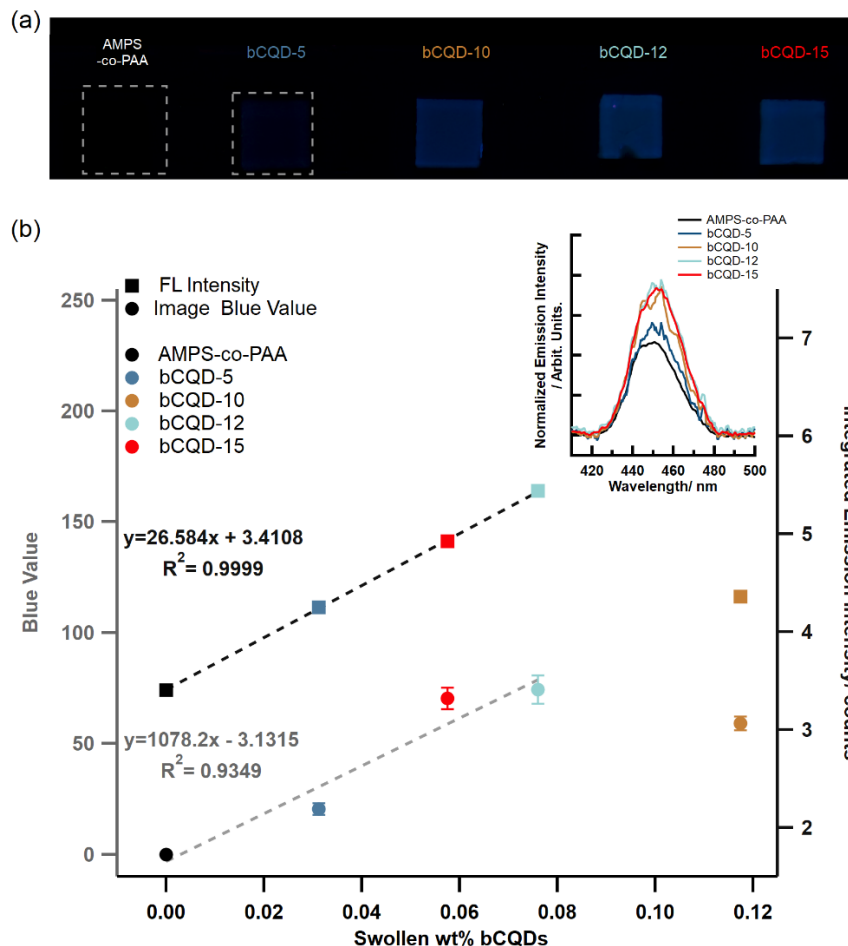 (a)
AMPS
-co-PAA
bCQD-5
bCQD-10
bCQD-12
bCQD-15
(b)
FL Intensity
Image Blue Value
AMPS-co-PAA
bCQD-5
bCQD-10
bCQD-12
bCQD-15
y=26.584x + 3.4108
R²= 0.9999
y=1078.2x - 3.1315
R²= 0.9349
Blue Value
250
200
150
100
50
0
0.00 0.02 0.04 0.06 0.08 0.10 0.12
Swollen wt% bCQDs
7
6
5
4
3
2
Integrated Emission Intensity/ counts
AMPS-co-PAA
bCQD-5
bCQD-10
bCQD-12
bCQD-15
Normalized Emission Intensity
/ Arbit. Units.
420 440 460 480 500
Wavelength/ nm